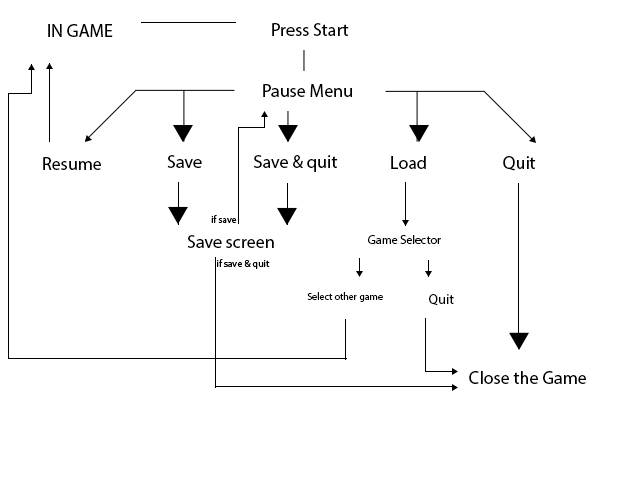 IN GAME
Press Start
Pause Menu
Resume
Save
Save & quit
Load
Quit
if save
Save screen
Game Selector
if save & quit
Select other game
Quit
Close the Game